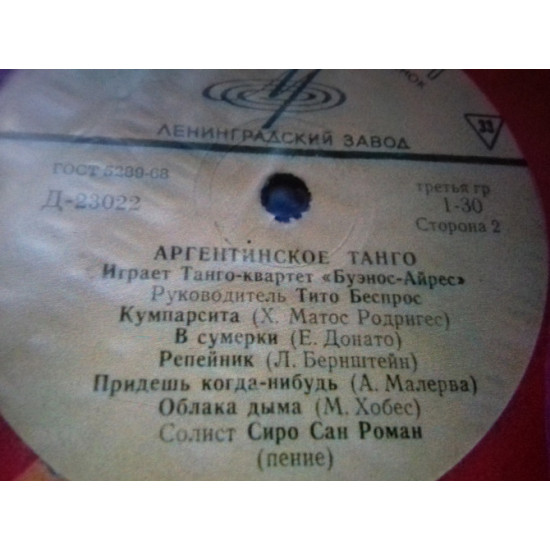 ЛЕНИНГРАДСКИЙ ЗАВОД
33
ГОСТ 5289-68
третья гр
Д-23022
1-30
Сторона 2
АРГЕНТИНСКОЕ ТАНГО
Играет Танго-квартет «Буэнос-Айрес»
Руководитель Тито Беспрос
Кумпарсита (Х. Матос Родригес)
В сумерки (Е. Донато)
Репейник (Л. Бернштейн)
Придешь когда-нибудь (А. Малерва)
Облака дыма (М. Хобес)
Солист Сиро Сан Роман
(пение)